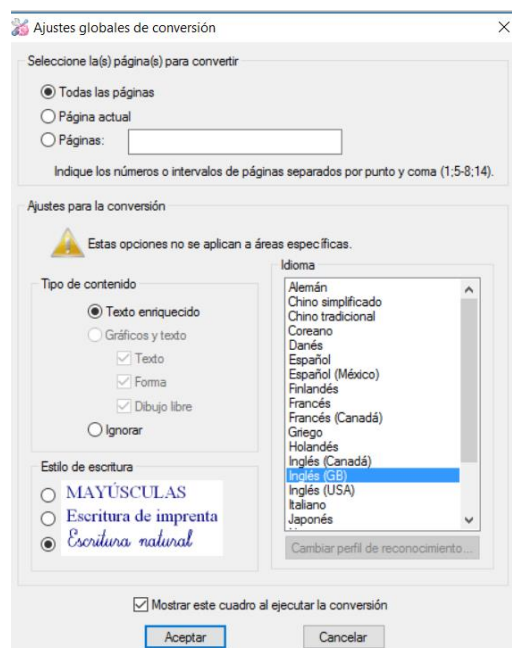 Ajustes globales de conversión
Seleccione la(s) página(s) para convertir
Todas las páginas
Página actual
Páginas:
Indique los números o intervalos de páginas separados por punto y coma (1;5-8;14).
Ajustes para la conversión
Estas opciones no se aplican a áreas específicas.
Tipo de contenido
Texto enriquecido
Gráficos y texto
Texto
Forma
Dibujo libre
Ignorar
Estilo de escritura
MAYÚSCULAS
Escritura de imprenta
Escritura natural
Idioma
Alemán
Chino simplificado
Chino tradicional
Coreano
Danés
Español
Español (México)
Finlandés
Francés
Francés (Canadá)
Griego
Holandés
Inglés (Canadá)
Inglés (GB)
Inglés (USA)
Italiano
Japonés
Cambiar perfil de reconocimiento...
Mostrar este cuadro al ejecutar la conversión
Aceptar
Cancelar